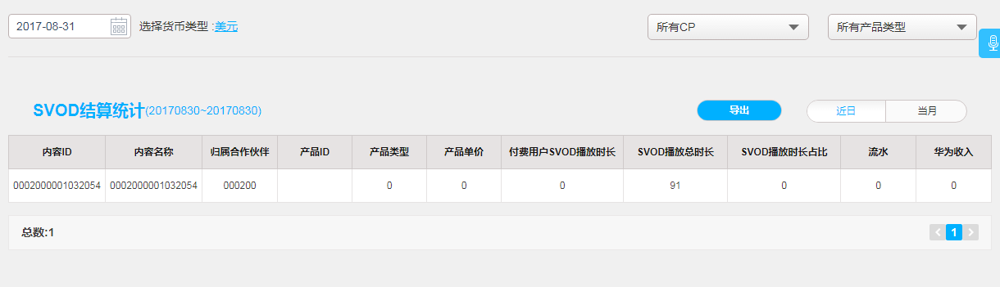 2017-08-31 选择货币类型 :美元 所有CP 所有产品类型
SVOD结算统计(20170830~20170830) 导出 近日 当月
内容ID 内容名称 归属合作伙伴 产品ID 产品类型 产品单价 付费用户SVOD播放时长 SVOD播放总时长 SVOD播放时长占比 流水 华为收入
0002000001032054 0002000001032054 000200 0 0 0 91 0 0 0
总数:1 1